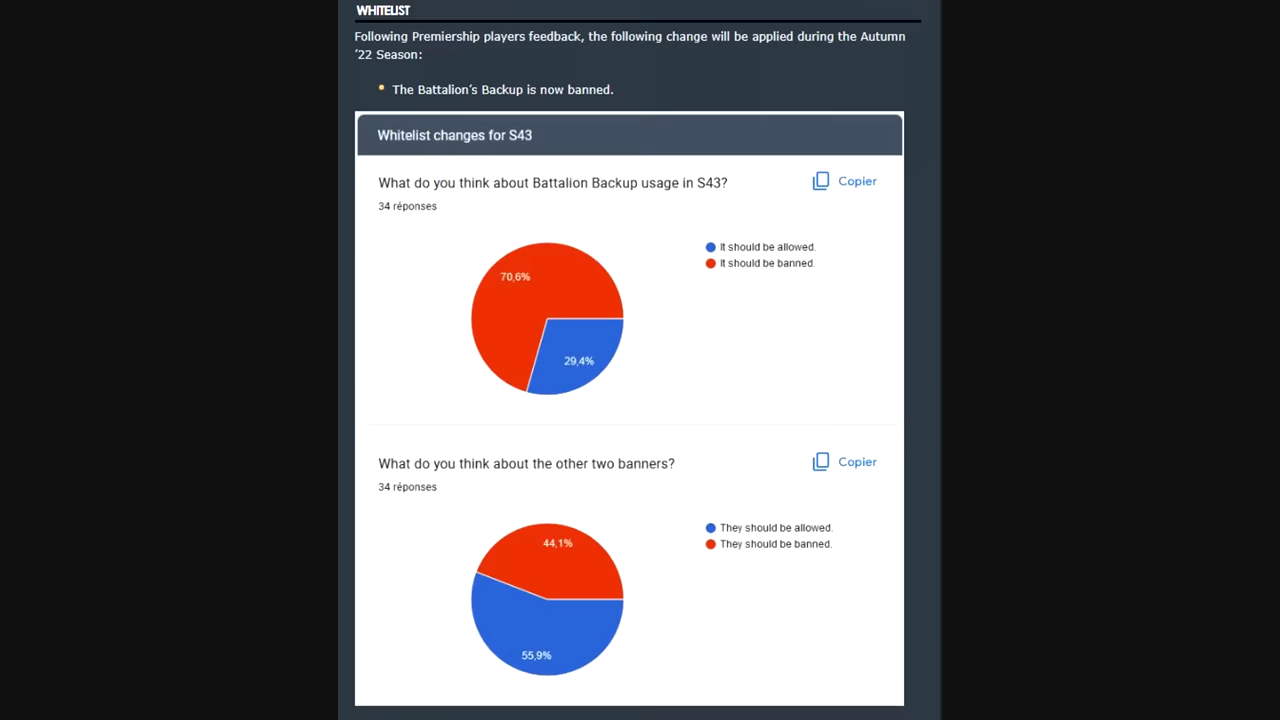 WHITELIST
Following Premiership players feedback, the following change will be applied during the Autumn
'22 Season:
The Battalion's Backup is now banned.
Whitelist changes for S43
What do you think about Battalion Backup usage in S43?
Copier
34 réponses
It should be allowed.
It should be banned.
70,6%
29,4%
What do you think about the other two banners?
Copier
34 réponses
They should be allowed.
They should be banned.
44,1%
55,9%